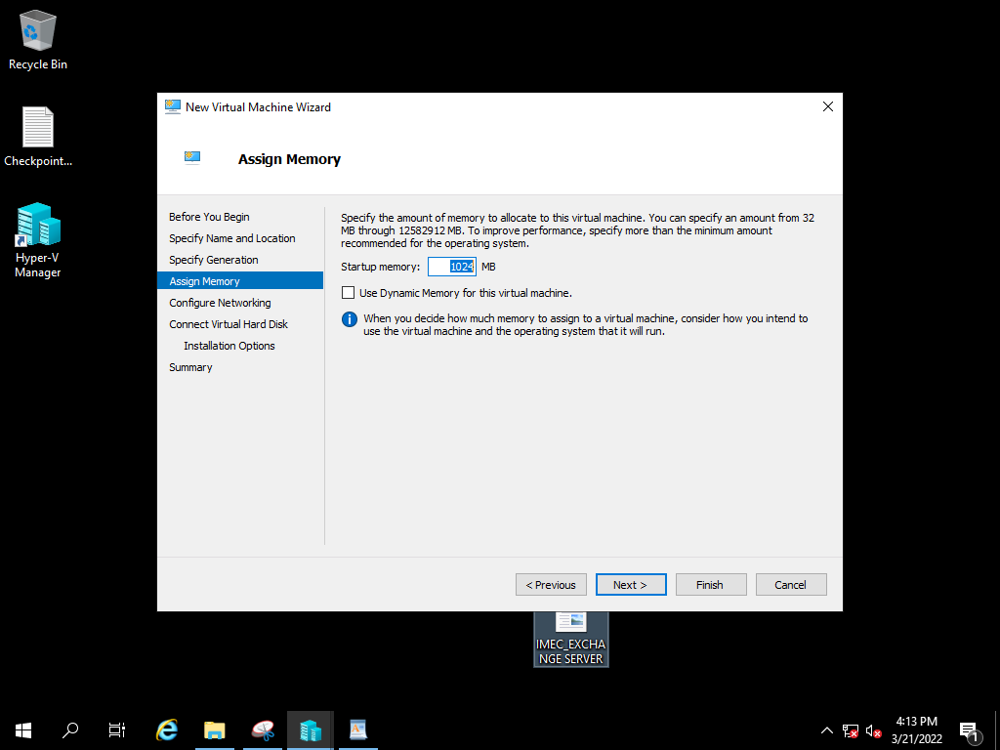 Recycle Bin
Checkpoint...
Hyper-V
Manager
New Virtual Machine Wizard
Assign Memory
Before You Begin
Specify Name and Location
Specify Generation
Assign Memory
Configure Networking
Connect Virtual Hard Disk
Installation Options
Summary
Specify the amount of memory to allocate to this virtual machine. You can specify an amount from 32
MB through 12582912 MB. To improve performance, specify more than the minimum amount
recommended for the operating system.
Startup memory: 1024 MB
Use Dynamic Memory for this virtual machine.
When you decide how much memory to assign to a virtual machine, consider how you intend to
use the virtual machine and the operating system that it will run.
< Previous
Next >
Finish
Cancel
IMEC_EXCHA
NGE SERVER
4:13 PM
3/21/2022
1